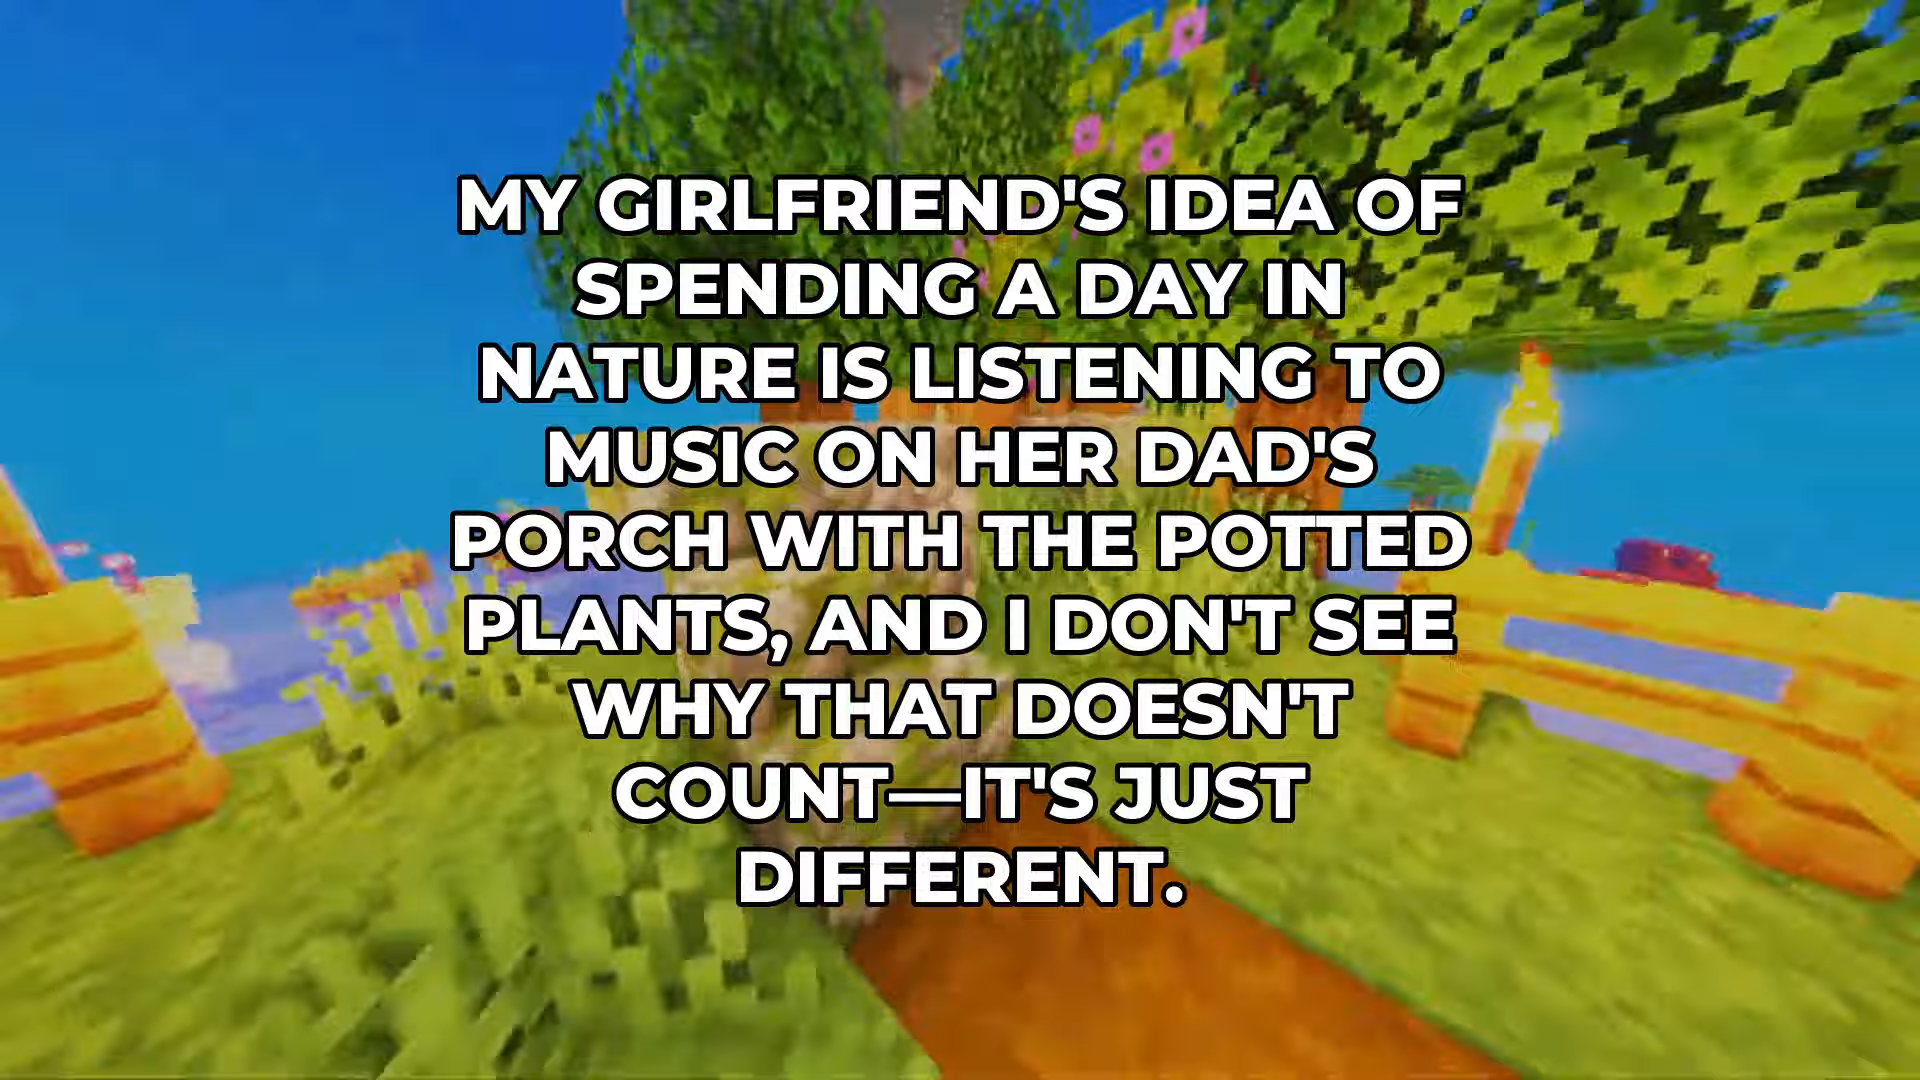 MY GIRLFRIEND'S IDEA OF
SPENDING A DAY IN
NATURE IS LISTENING TO
MUSIC ON HER DAD'S
PORCH WITH THE POTTED
PLANTS, AND I DON'T SEE
WHY THAT DOESN'T
COUNT—IT'S JUST
DIFFERENT.